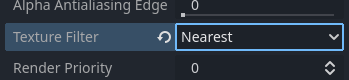 Alpha Antialiasing Edge 0
Texture Filter Nearest
Render Priority 0